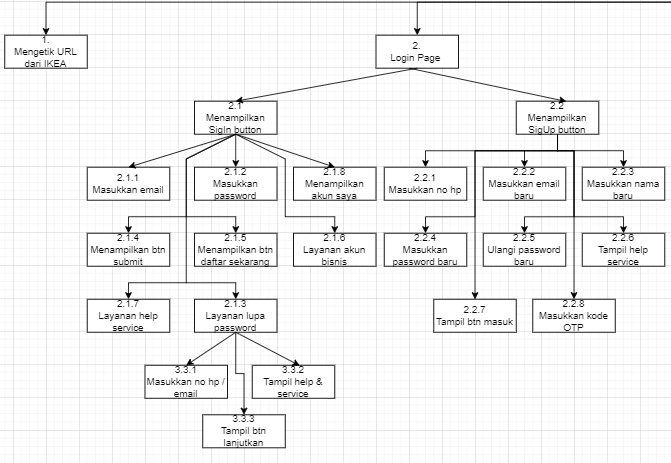 1.
Mengetik URL
dari IKEA
2.
Login Page
2.1
Menampilkan
SigIn button
2.2
Menampilkan
SigUp button
2.1.1
Masukkan email
2.1.2
Masukkan
password
2.1.8
Menampilkan
akun saya
2.2.1
Masukkan no hp
2.2.2
Masukkan email
baru
2.2.3
Masukkan nama
baru
2.1.4
Menampilkan btn
submit
2.1.5
Menampilkan btn
daftar sekarang
2.1.6
Layanan akun
bisnis
2.2.4
Masukkan
password baru
2.2.5
Ulangi password
baru
2.2.6
Tampil help
service
2.1.7
Layanan help
service
2.1.3
Layanan lupa
password
2.2.7
Tampil btn masuk
2.2.8
Masukkan kode
OTP
3.3.1
Masukkan no hp /
email
3.3.2
Tampil help &
service
3.3.3
Tampil btn
lanjutkan